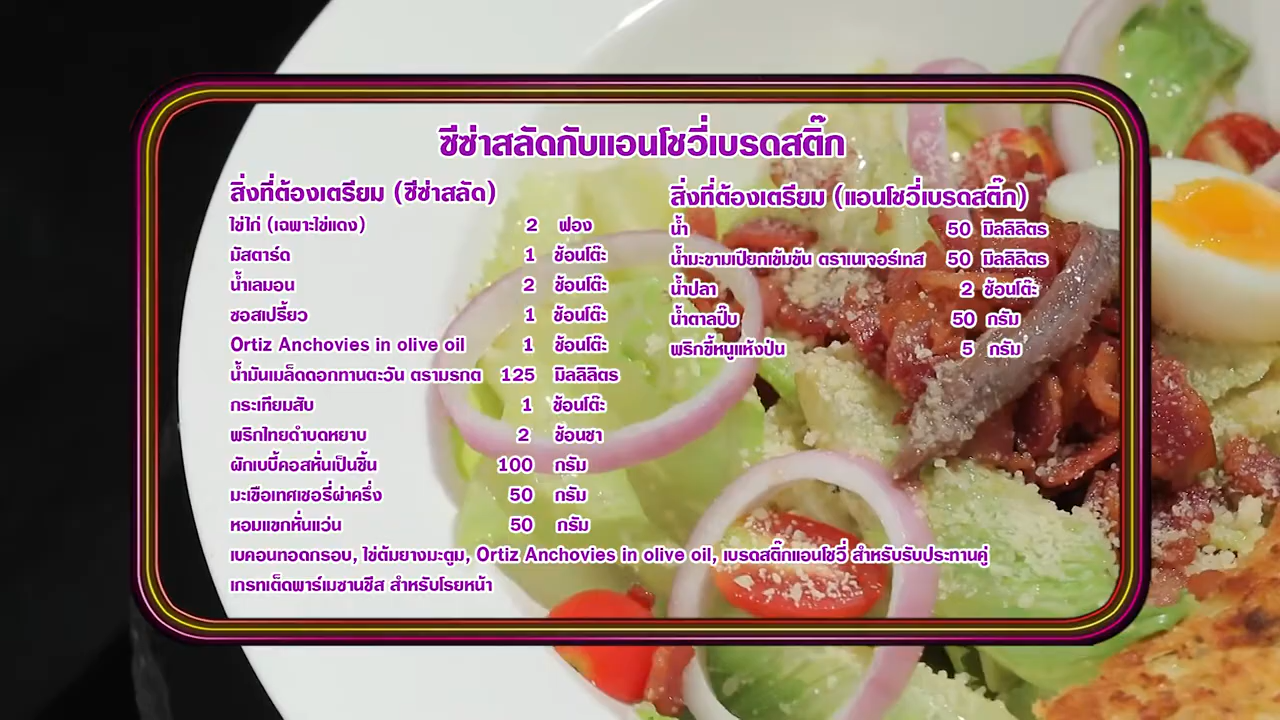 ซีซ่าสลัดกับแอนโชวี่เบรดสติ๊ก
สิ่งที่ต้องเตรียม (ซีซ่าสลัด)
ไข่ไก่ (เฉพาะไข่แดง) 2 ฟอง
มัสตาร์ด 1 ช้อนโต๊ะ
น้ำเลมอน 2 ช้อนโต๊ะ
ซอสเปรี้ยว 1 ช้อนโต๊ะ
Ortiz Anchovies in olive oil 1 ช้อนโต๊ะ
น้ำมันเมล็ดดอกทานตะวัน ตรามรกต 125 มิลลิลิตร
กระเทียมสับ 1 ช้อนโต๊ะ
พริกไทยดำบดหยาบ 2 ช้อนชา
ผักเบบี้คอสหั่นเป็นชิ้น 100 กรัม
มะเขือเทศเชอรี่ผ่าครึ่ง 50 กรัม
หอมแขกหั่นแว่น 50 กรัม
เบคอนทอดกรอบ, ไข่ต้มยางมะตูม, Ortiz Anchovies in olive oil, เบรดสติ๊กแอนโชวี่ สำหรับรับประทานคู่
เกรทเต็ดพาร์เมซานชีส สำหรับโรยหน้า
สิ่งที่ต้องเตรียม (แอนโชวี่เบรดสติ๊ก)
น้ำ 50 มิลลิลิตร
น้ำมะขามเปียกเข้มข้น ตราเนเจอร์เทส 50 มิลลิลิตร
น้ำปลา 2 ช้อนโต๊ะ
น้ำตาลปี๊บ 50 กรัม
พริกขี้หนูแห้งป่น 5 กรัม